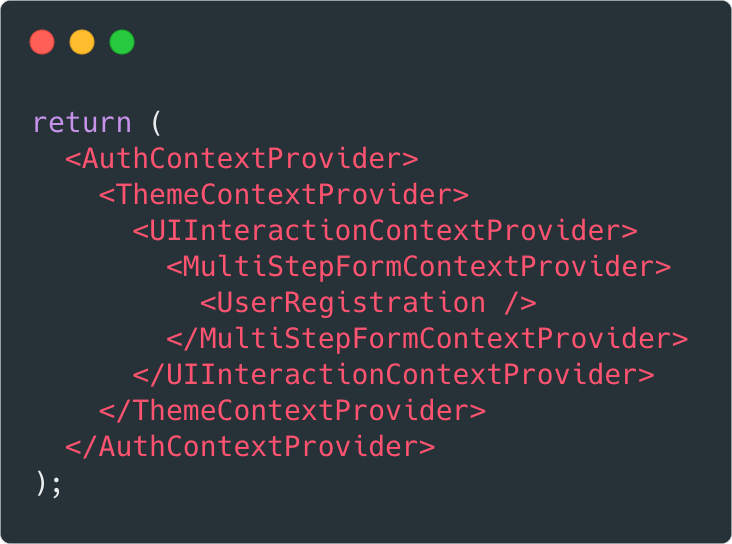 return (
  <AuthContextProvider>
    <ThemeContextProvider>
      <UIInteractionContextProvider>
        <MultiStepFormContextProvider>
          <UserRegistration />
        </MultiStepFormContextProvider>
      </UIInteractionContextProvider>
    </ThemeContextProvider>
  </AuthContextProvider>
);